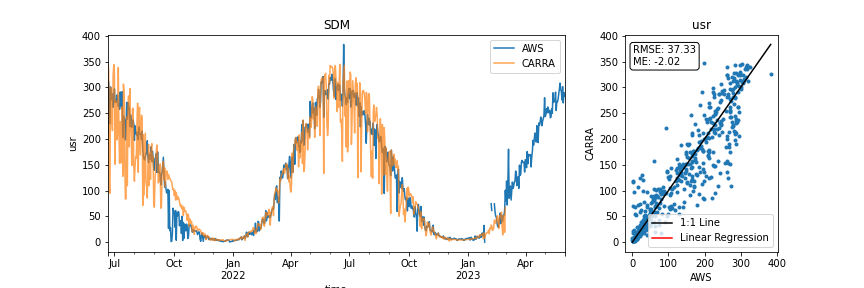 SDM
usr
400
350
300
250
200
150
100
50
0
usr
AWS
CARRA
Jul
Oct
Jan
2022
Apr
Jul
Oct
Jan
2023
Apr
400
350
300
250
200
150
100
50
0
CARRA
RMSE: 37.33
ME: -2.02
1:1 Line
Linear Regression
0
100
200
300
400
AWS